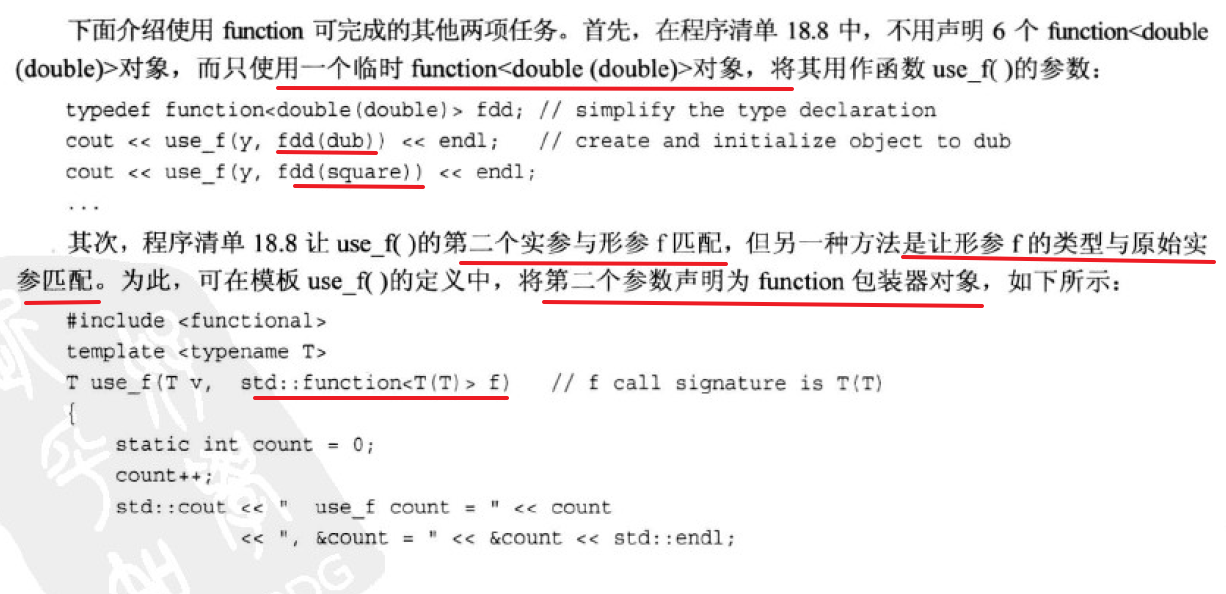 下面介绍使用 function 可完成的其他两项任务。首先，在程序清单 18.8 中，不用声明 6 个 function<double
(double)>对象，而只使用一个临时 function<double (double)>对象，将其用作函数 use_f( )的参数：
typedef function<double(double)> fdd; // simplify the type declaration
cout << use_f(y, fdd(dub)) << endl; // create and initialize object to dub
cout << use_f(y, fdd(square)) << endl;
...
其次，程序清单 18.8 让 use_f( )的第二个实参与形参 f 匹配，但另一种方法是让形参 f 的类型与原始实
参匹配。为此，可在模板 use_f( )的定义中，将第二个参数声明为 function 包装器对象，如下所示：
#include <functional>
template <typename T>
T use_f(T v, std::function<T(T)> f) // f call signature is T(T)
{
static int count = 0;
count++;
std::cout << " use_f count = " << count
<< ", &count = " << &count << std::endl;